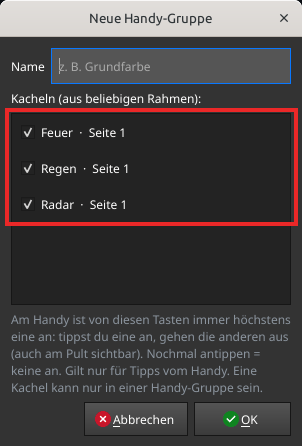 Neue Handy-Gruppe
Name z. B. Grundfarbe
Kacheln (aus beliebigen Rahmen):
Feuer · Seite 1
Regen · Seite 1
Radar · Seite 1
Am Handy ist von diesen Tasten immer höchstens
eine an: tippst du eine an, gehen die anderen aus
(auch am Pult sichtbar). Nochmal antippen =
keine an. Gilt nur für Tipps vom Handy. Eine
Kachel kann nur in einer Handy-Gruppe sein.
Abbrechen OK